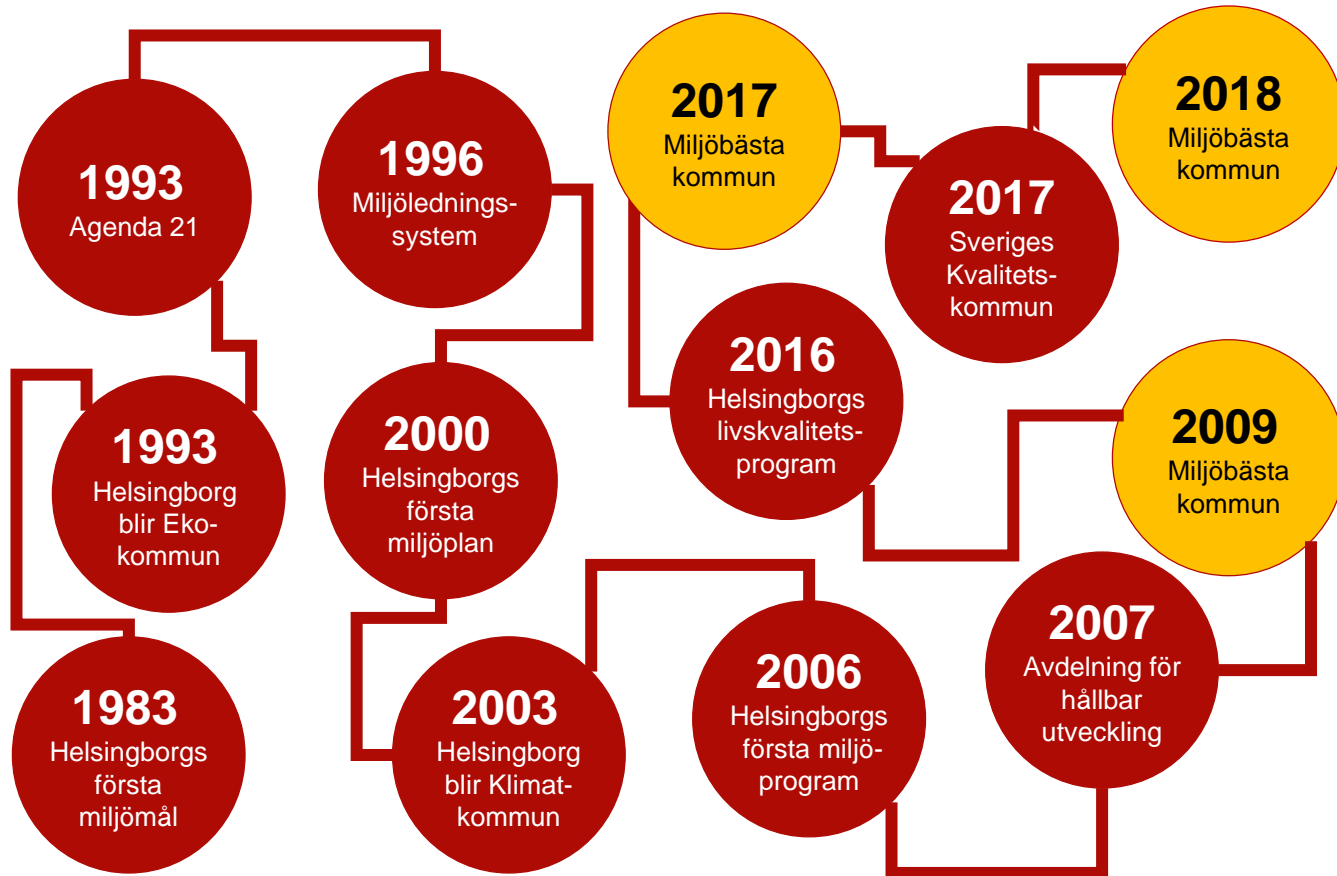 1993
Agenda 21
1996
Miljölednings-
system
2017
Miljöbästa
kommun
2017
Sveriges
Kvalitets-
kommun
2018
Miljöbästa
kommun
1993
Helsingborg
blir Eko-
kommun
2000
Helsingborgs
första
miljöplan
2016
Helsingborgs
livskvalitets-
program
2009
Miljöbästa
kommun
1983
Helsingborgs
första
miljömål
2003
Helsingborg
blir Klimat-
kommun
2006
Helsingborgs
första miljö-
program
2007
Avdelning för
hållbar
utveckling